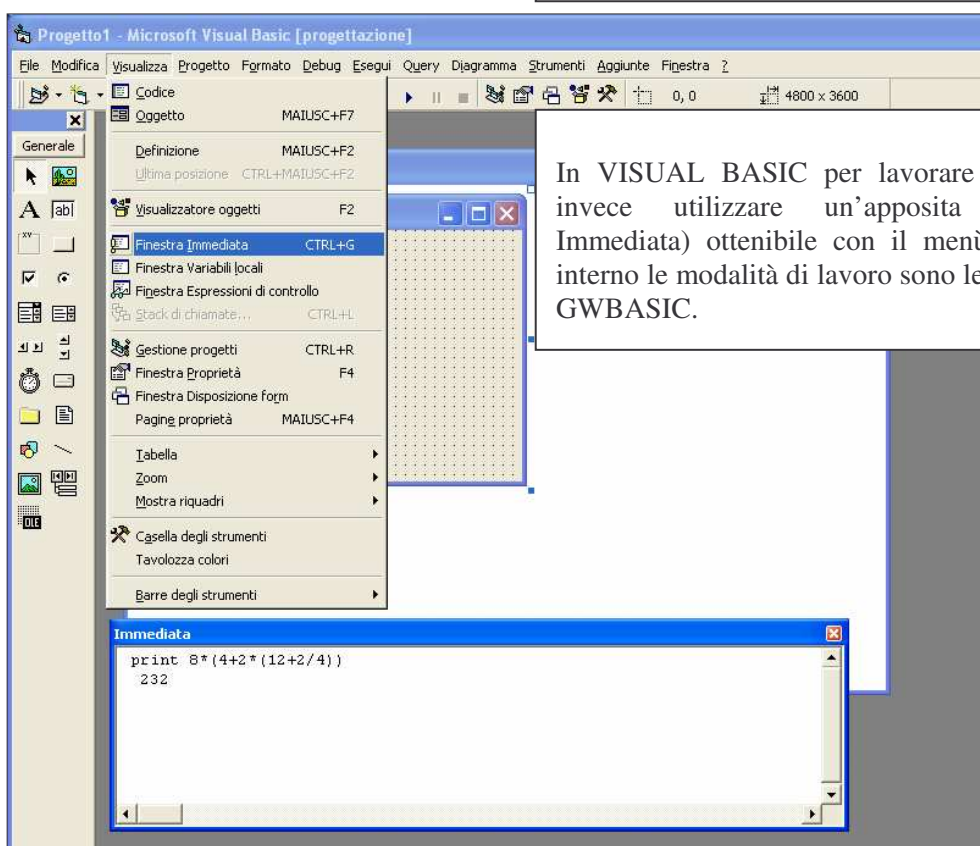 Progetto1 - Microsoft Visual Basic [progettazione]
File Modifica Visualizza Progetto Formato Debug Esegui Query Diagramma Strumenti Aggiunte Finestra ?
0, 0 4800 x 3600
Generale
A ab|
XY
OLE
Codice
Oggetto MAIUSC+F7
Definizione MAIUSC+F2
Ultima posizione CTRL+MAIUSC+F2
Visualizzatore oggetti F2
Finestra Immediata CTRL+G
Finestra Variabili locali
Finestra Espressioni di controllo
Stack di chiamate... CTRL+L
Gestione progetti CTRL+R
Finestra Proprietà F4
Finestra Disposizione form
Pagine proprietà MAIUSC+F4
Tabella
Zoom
Mostra riquadri
Casella degli strumenti
Tavolozza colori
Barre degli strumenti
In VISUAL BASIC per lavorare
invece utilizzare un'apposita
Immediata) ottenibile con il menù
interno le modalità di lavoro sono le
GWBASIC.
Immediata
print 8*(4+2*(12+2/4))
232